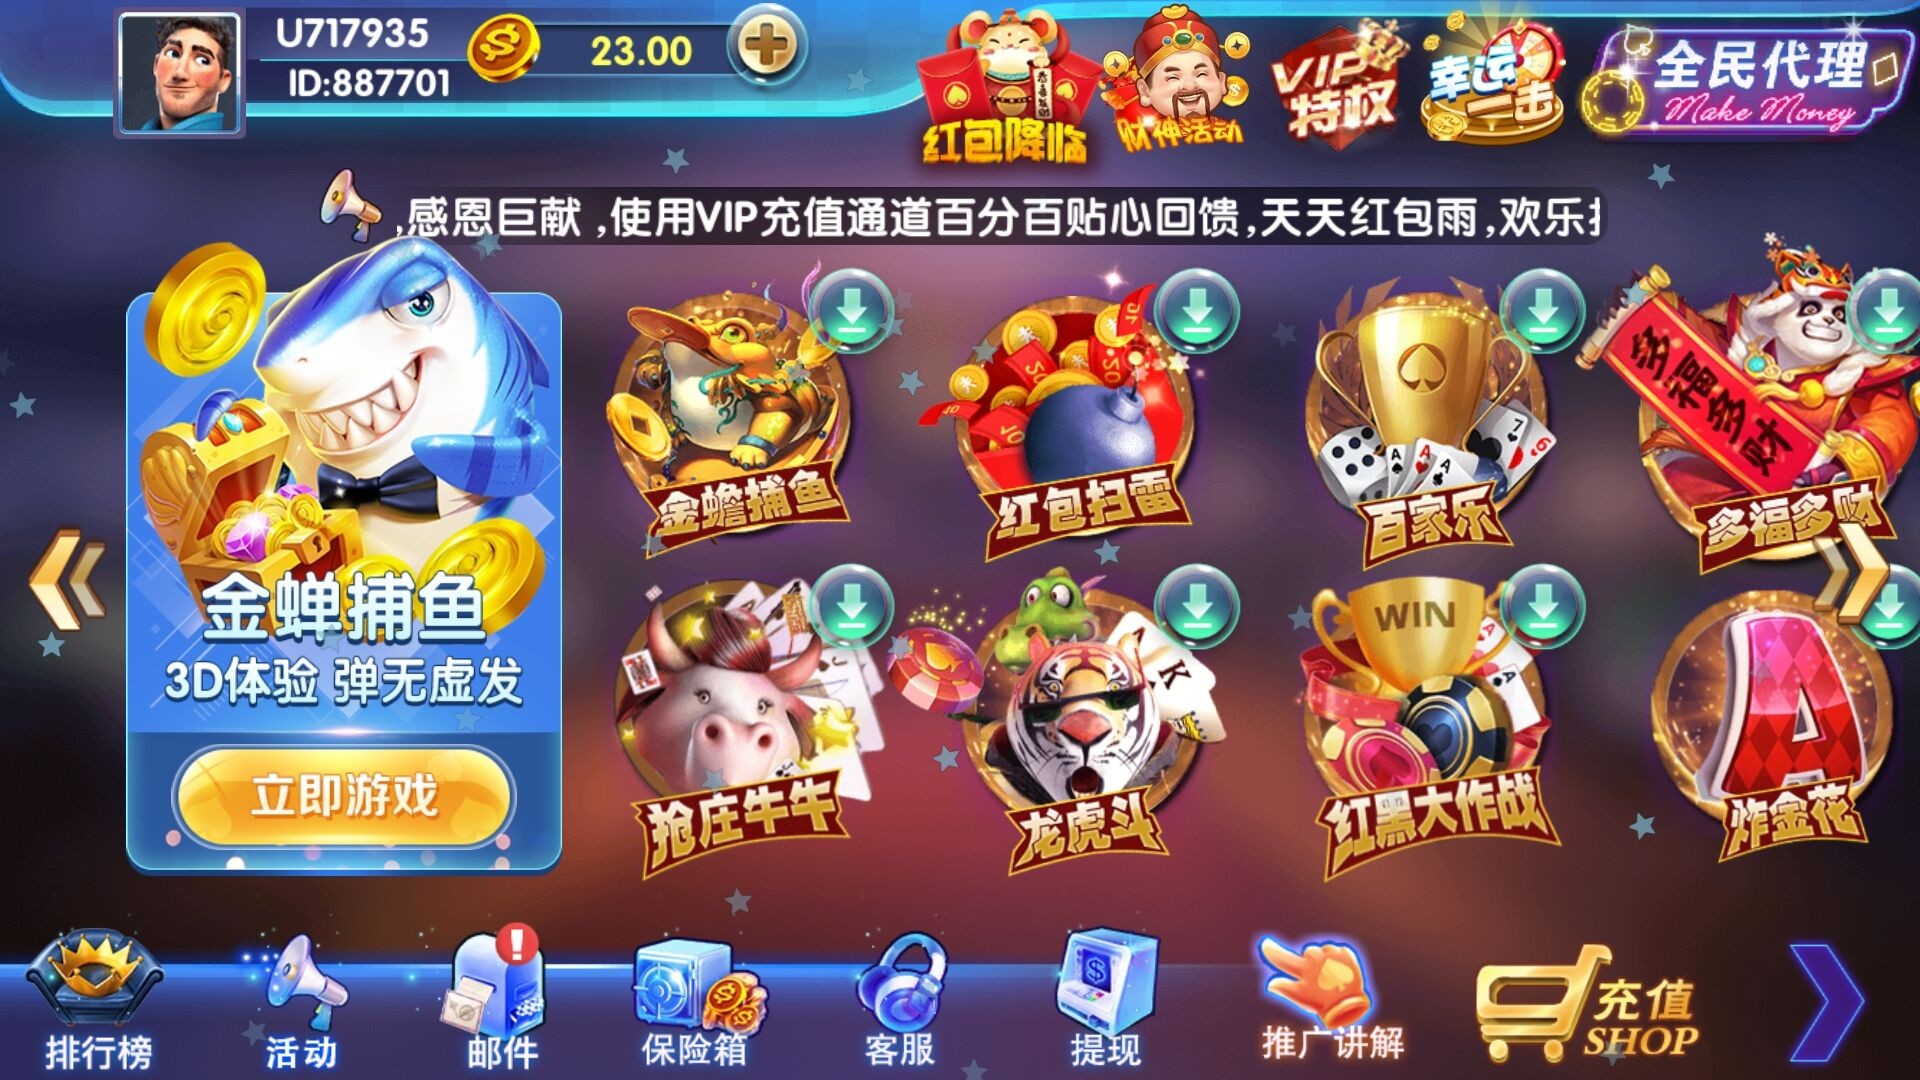 U717935
23.00
ID:887701
红包降临
财神活动
VIP
特权
幸运
一击
全民代理
Make Money
,感恩巨献 ,使用VIP充值通道百分百贴心回馈,天天红包雨,欢乐
金蝉捕鱼
3D体验 弹无虚发
立即游戏
金蟾捕鱼
红包扫雷
百家乐
多福多财
多福多财
抢庄牛牛
龙虎斗
WIN
红黑大作战
A
炸金花
排行榜
活动
邮件
保险箱
客服
提现
推广讲解
充值
SHOP